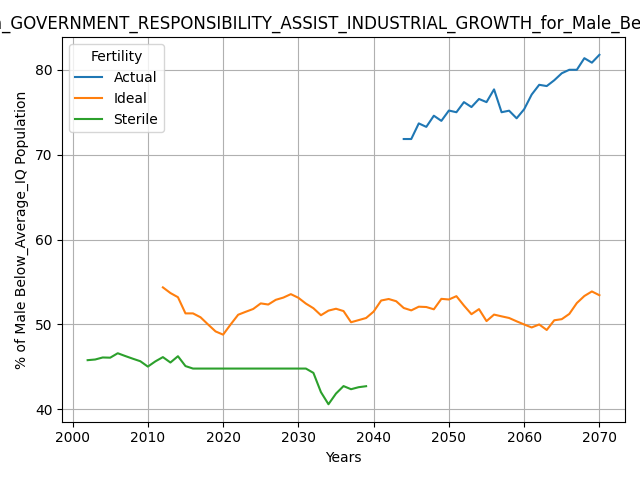 GOVERNMENT_RESPONSIBILITY_ASSIST_INDUSTRIAL_GROWTH_for_Male_Be
Fertility
Actual
Ideal
Sterile
% of Male Below_Average_IQ Population
80
70
60
50
40
2000 2010 2020 2030 2040 2050 2060 2070
Years